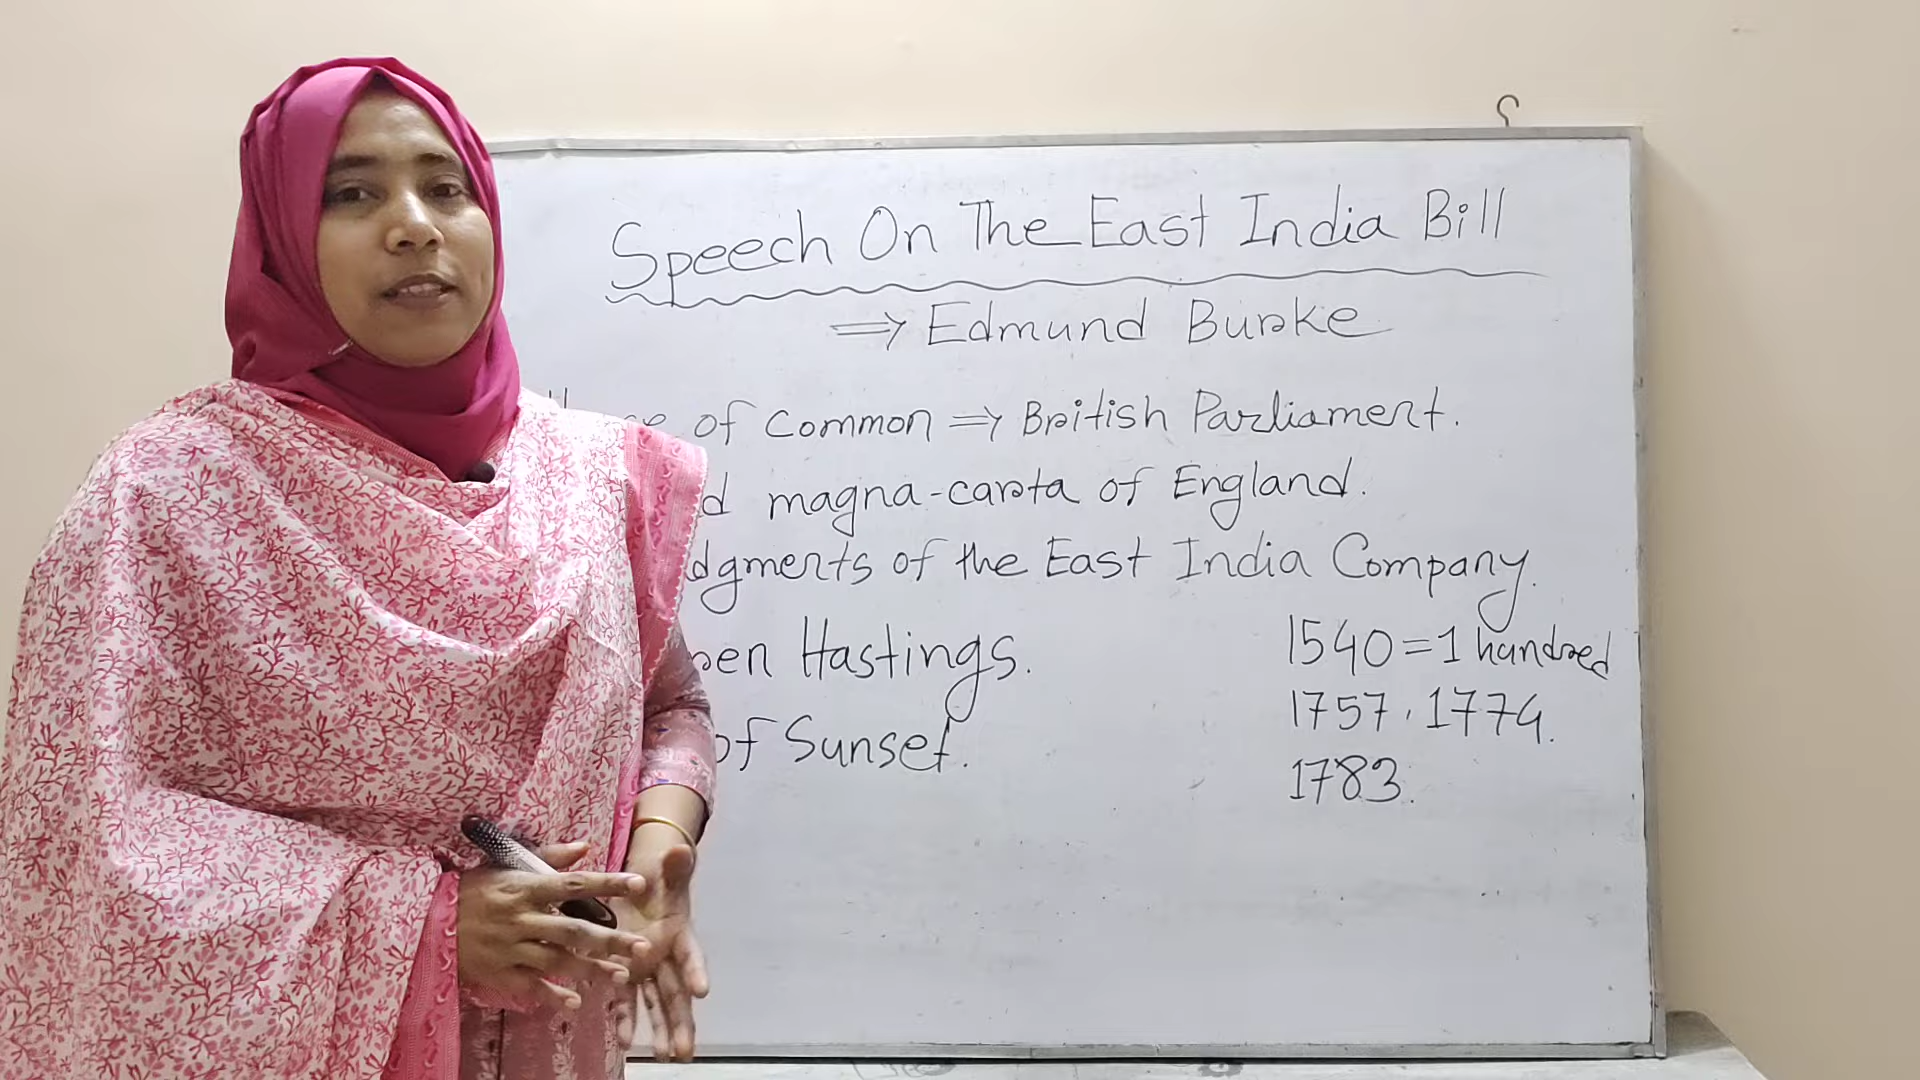 Speech On The East India Bill
⇒ Edmund Burke
of Common ⇒ British Parliament.
magna-carta of England.
of the East India Company.
Hastings.
of Sunset.
1540 = 1 hundred
1757, 1774.
1783.